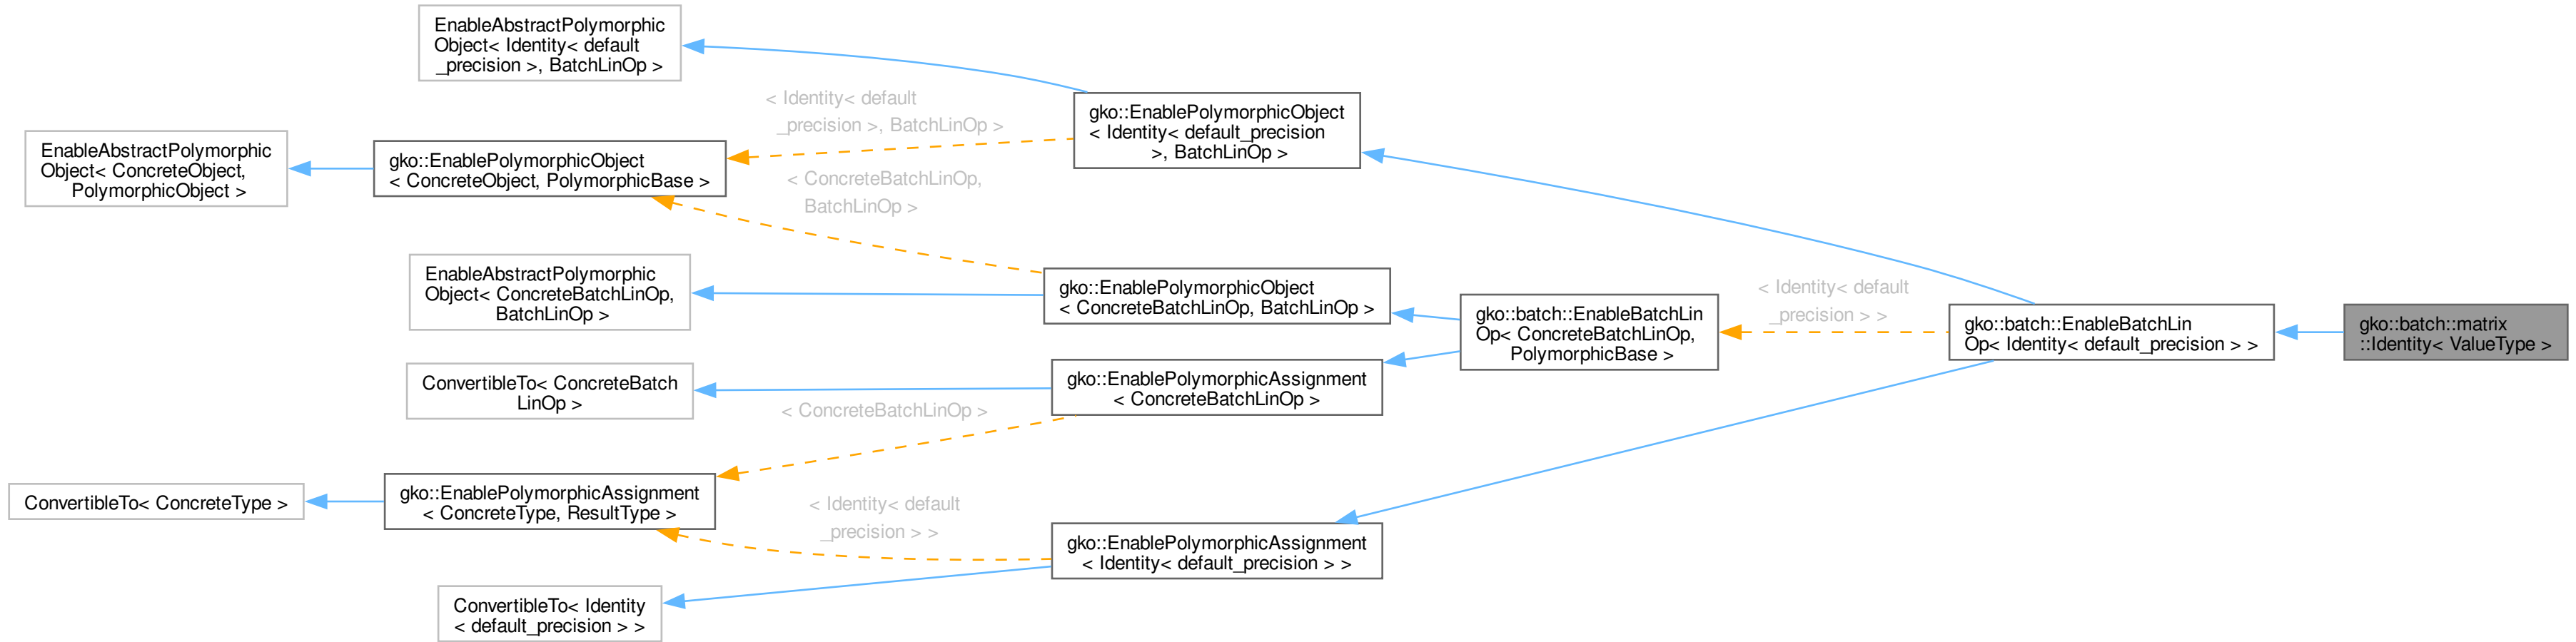 EnableAbstractPolymorphic
Object< Identity< default
_precision >, BatchLinOp >
< Identity< default
_precision >, BatchLinOp >
gko::EnablePolymorphicObject
< Identity< default_precision
>, BatchLinOp >
EnableAbstractPolymorphic
Object< ConcreteObject,
PolymorphicObject >
gko::EnablePolymorphicObject
< ConcreteObject, PolymorphicBase >
< ConcreteBatchLinOp,
BatchLinOp >
EnableAbstractPolymorphic
Object< ConcreteBatchLinOp,
BatchLinOp >
gko::EnablePolymorphicObject
< ConcreteBatchLinOp, BatchLinOp >
gko::batch::EnableBatchLin
Op< ConcreteBatchLinOp,
PolymorphicBase >
< Identity< default
_precision > >
gko::batch::EnableBatchLin
Op< Identity< default_precision > >
gko::batch::matrix
::Identity< ValueType >
ConvertibleTo< ConcreteBatch
LinOp >
gko::EnablePolymorphicAssignment
< ConcreteBatchLinOp >
< ConcreteBatchLinOp >
ConvertibleTo< ConcreteType >
gko::EnablePolymorphicAssignment
< ConcreteType, ResultType >
< Identity< default
_precision > >
gko::EnablePolymorphicAssignment
< Identity< default_precision > >
ConvertibleTo< Identity
< default_precision > >